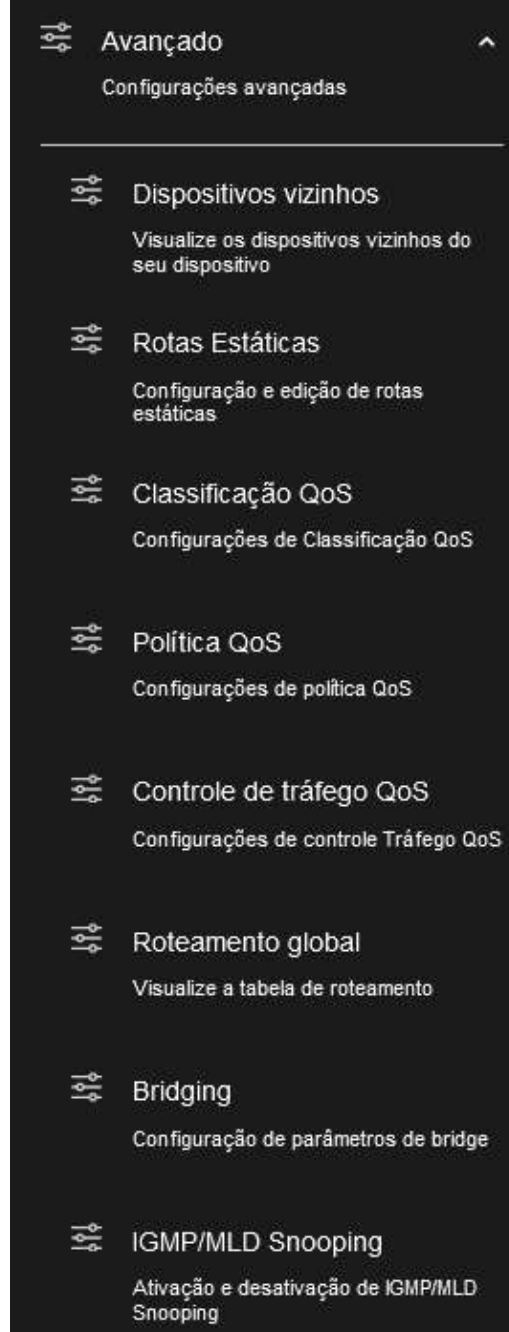 Avançado
Configurações avançadas
Dispositivos vizinhos
Visualize os dispositivos vizinhos do
seu dispositivo
Rotas Estáticas
Configuração e edição de rotas
estáticas
Classificação QoS
Configurações de Classificação QoS
Política QoS
Configurações de política QoS
Controle de tráfego QoS
Configurações de controle Tráfego QoS
Roteamento global
Visualize a tabela de roteamento
Bridging
Configuração de parâmetros de bridge
IGMP/MLD Snooping
Ativação e desativação de IGMP/MLD
Snooping